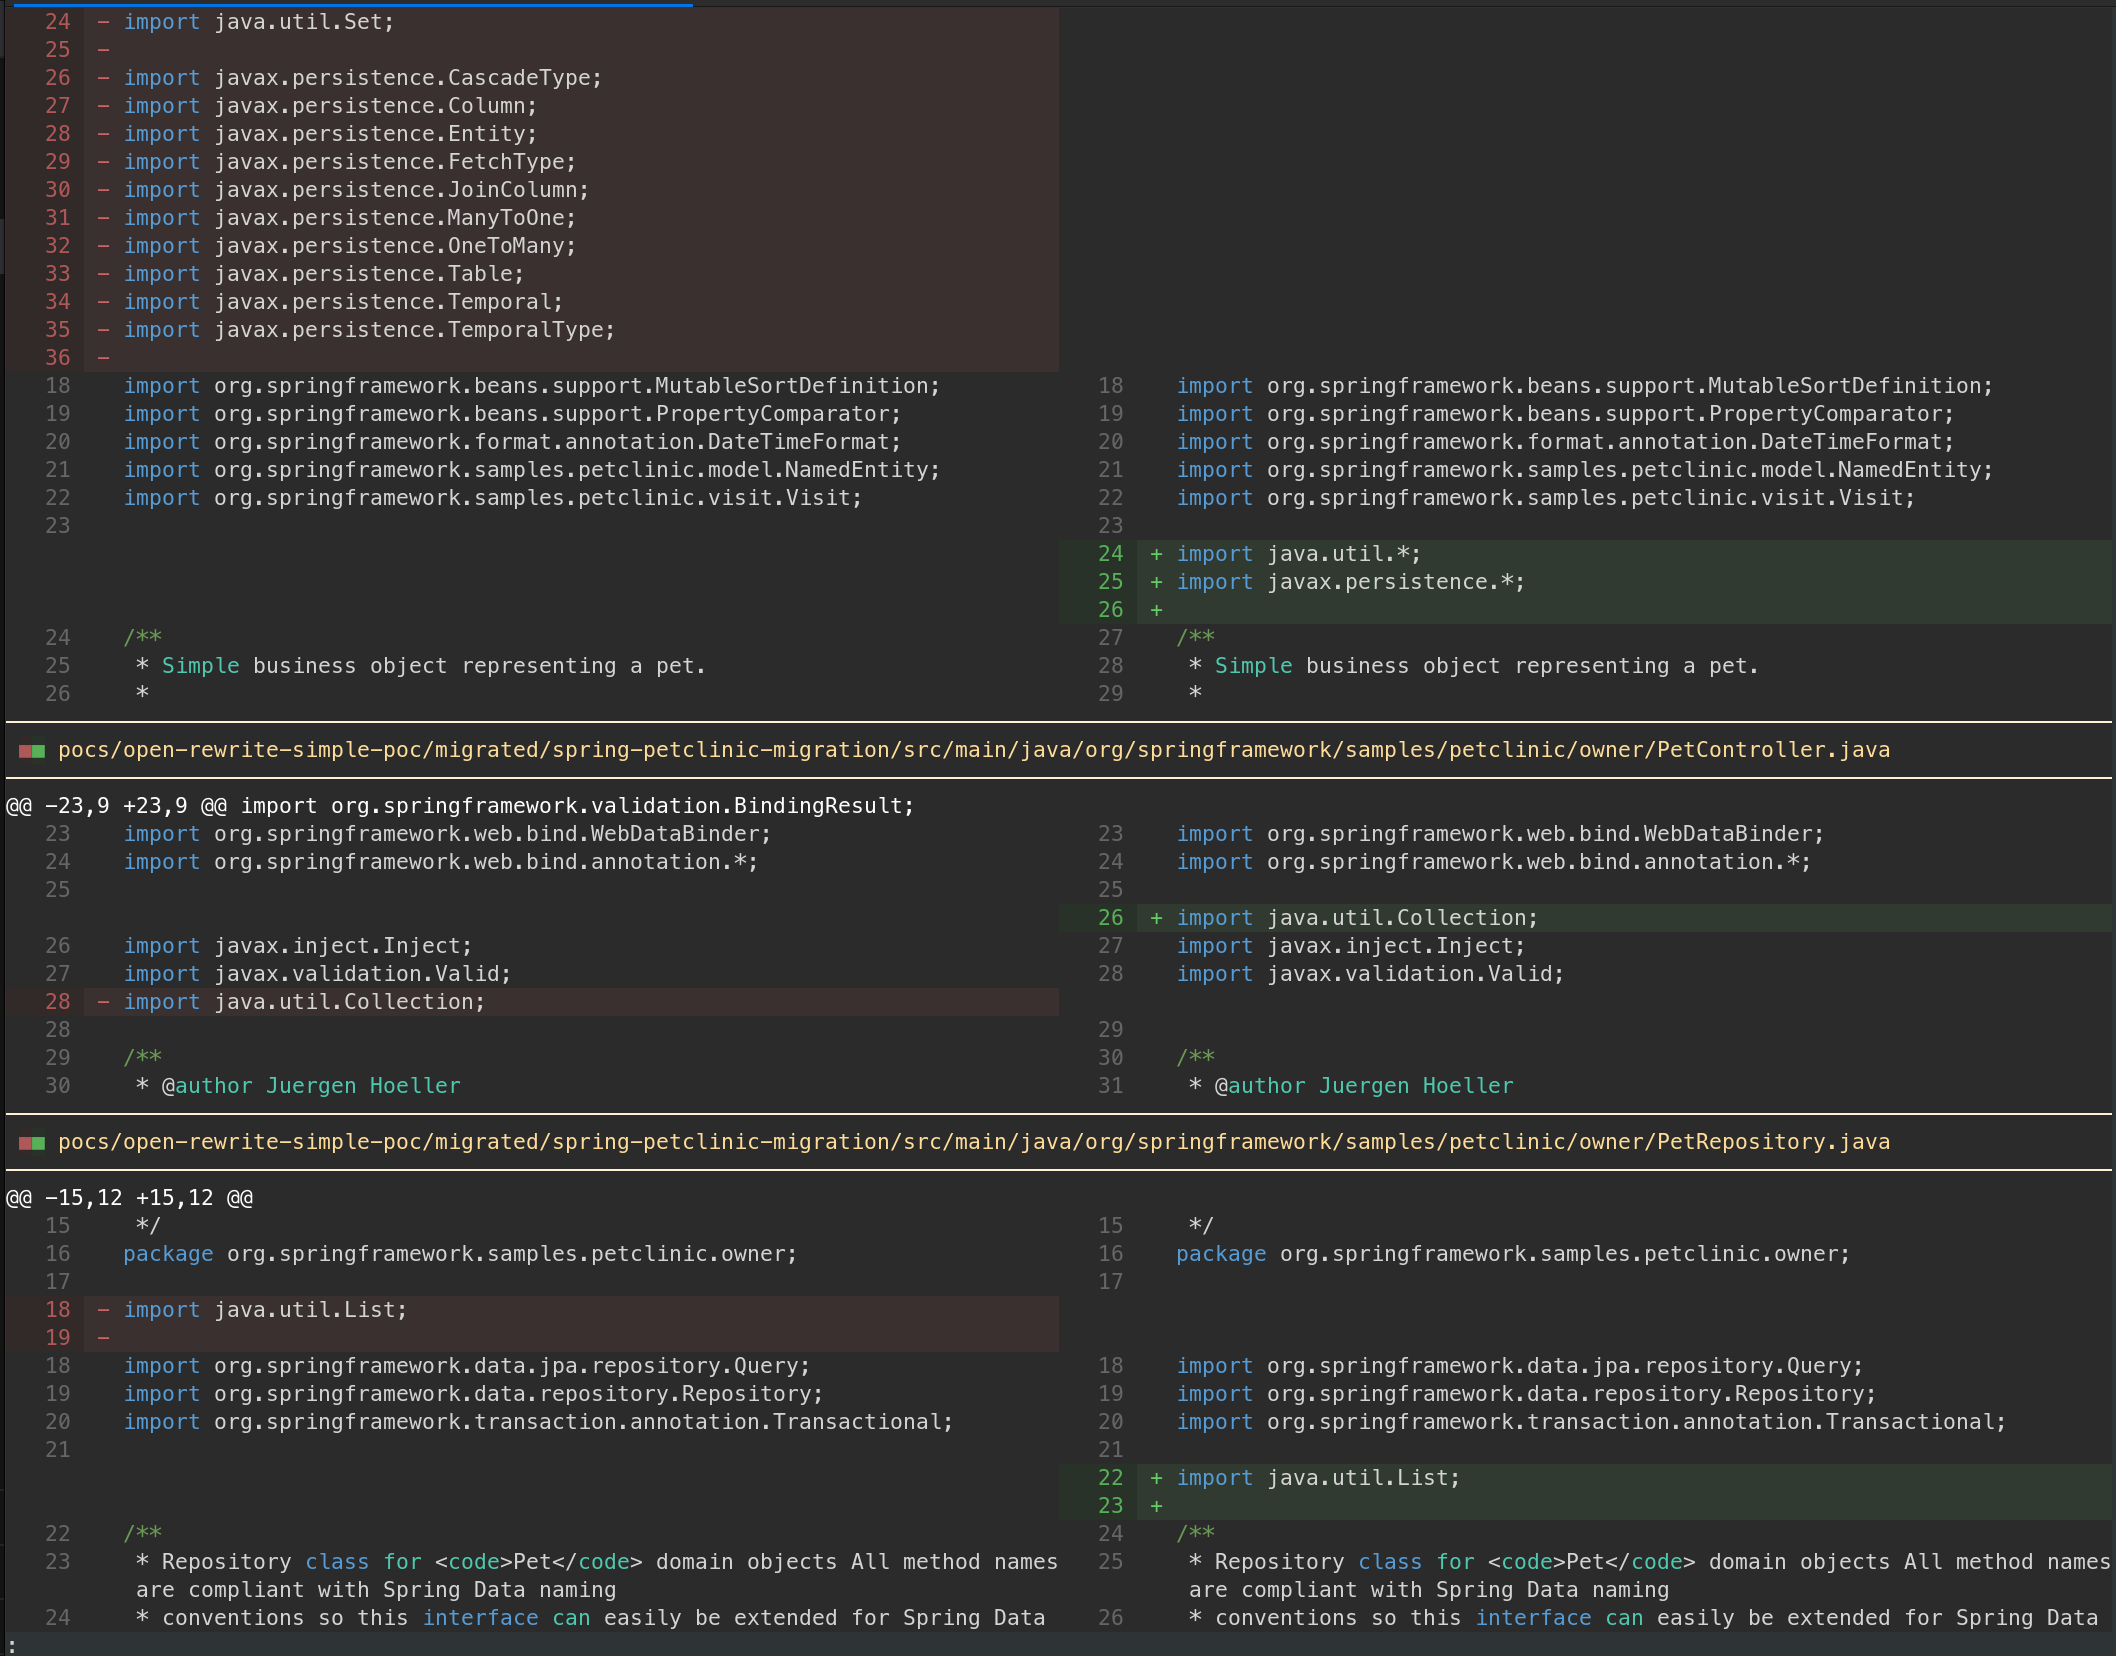 24 - import java.util.Set;
25 -
26 - import javax.persistence.CascadeType;
27 - import javax.persistence.Column;
28 - import javax.persistence.Entity;
29 - import javax.persistence.FetchType;
30 - import javax.persistence.JoinColumn;
31 - import javax.persistence.ManyToOne;
32 - import javax.persistence.OneToMany;
33 - import javax.persistence.Table;
34 - import javax.persistence.Temporal;
35 - import javax.persistence.TemporalType;
36 -
18 import org.springframework.beans.support.MutableSortDefinition; 18 import org.springframework.beans.support.MutableSortDefinition;
19 import org.springframework.beans.support.PropertyComparator; 19 import org.springframework.beans.support.PropertyComparator;
20 import org.springframework.format.annotation.DateTimeFormat; 20 import org.springframework.format.annotation.DateTimeFormat;
21 import org.springframework.samples.petclinic.model.NamedEntity; 21 import org.springframework.samples.petclinic.model.NamedEntity;
22 import org.springframework.samples.petclinic.visit.Visit; 22 import org.springframework.samples.petclinic.visit.Visit;
23 23
24 + import java.util.*;
25 + import javax.persistence.*;
26 +
24 /** 27 /**
25 * Simple business object representing a pet. 28 * Simple business object representing a pet.
26 * 29 *
pocs/open-rewrite-simple-poc/migrated/spring-petclinic-migration/src/main/java/org/springframework/samples/petclinic/owner/PetController.java
@@ -23,9 +23,9 @@ import org.springframework.validation.BindingResult;
23 import org.springframework.web.bind.WebDataBinder; 23 import org.springframework.web.bind.WebDataBinder;
24 import org.springframework.web.bind.annotation.*; 24 import org.springframework.web.bind.annotation.*;
25 25
26 + import java.util.Collection;
26 import javax.inject.Inject; 27 import javax.inject.Inject;
27 import javax.validation.Valid; 28 import javax.validation.Valid;
28 - import java.util.Collection;
28 29
29 /** 30 /**
30 * @author Juergen Hoeller 31 * @author Juergen Hoeller
pocs/open-rewrite-simple-poc/migrated/spring-petclinic-migration/src/main/java/org/springframework/samples/petclinic/owner/PetRepository.java
@@ -15,12 +15,12 @@
15 */ 15 */
16 package org.springframework.samples.petclinic.owner; 16 package org.springframework.samples.petclinic.owner;
17 17
18 - import java.util.List;
19 -
18 import org.springframework.data.jpa.repository.Query; 18 import org.springframework.data.jpa.repository.Query;
19 import org.springframework.data.repository.Repository; 19 import org.springframework.data.repository.Repository;
20 import org.springframework.transaction.annotation.Transactional; 20 import org.springframework.transaction.annotation.Transactional;
21 21
22 + import java.util.List;
23 +
22 /** 24 /**
23 * Repository class for <code>Pet</code> domain objects All method names 25 * Repository class for <code>Pet</code> domain objects All method names
are compliant with Spring Data naming are compliant with Spring Data naming
24 * conventions so this interface can easily be extended for Spring Data 26 * conventions so this interface can easily be extended for Spring Data
: